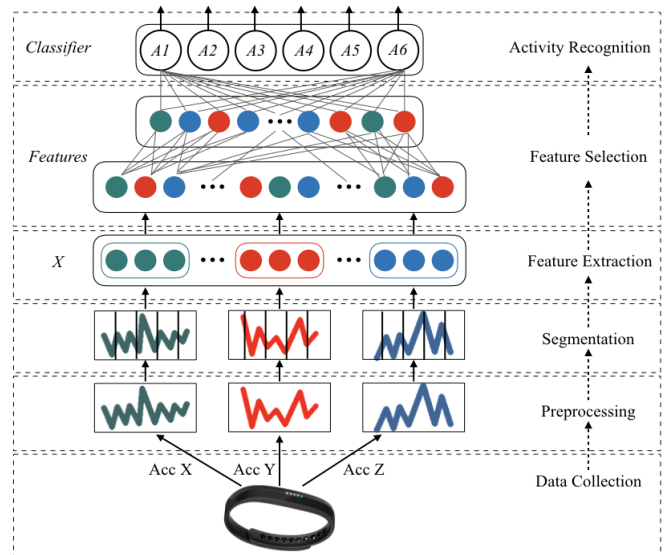 Classifier A1 A2 A3 A4 A5 A6 Activity Recognition
Features Feature Selection
X Feature Extraction
Segmentation
Preprocessing
Acc X Acc Y Acc Z
Data Collection